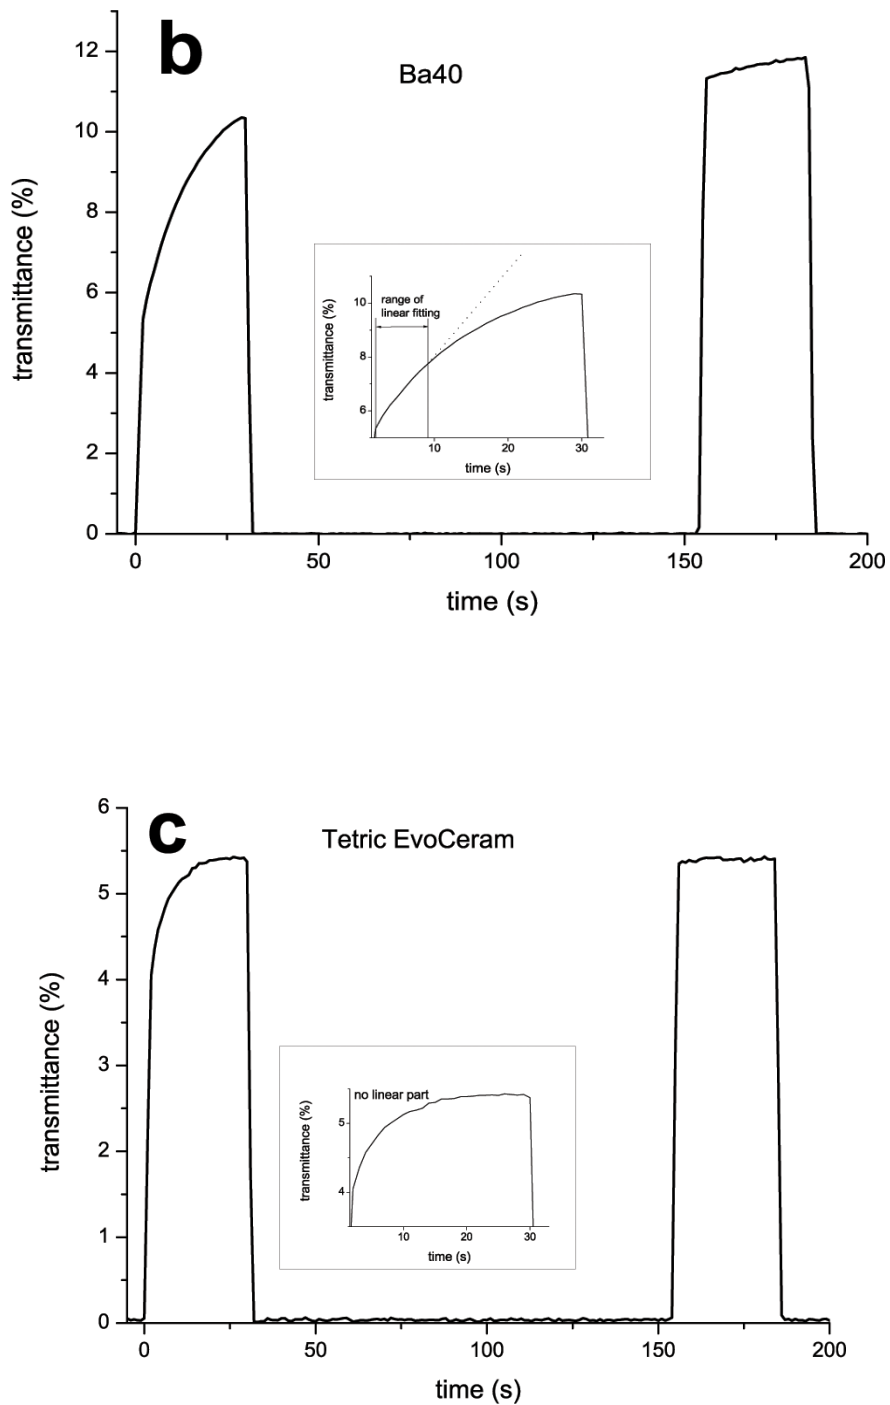 b
Ba40
12
10
8
6
4
2
0
transmittance (%)
0
50
100
150
200
time (s)
range of
linear fitting
10
8
6
transmittance (%)
10
20
30
time (s)
c
Tetric EvoCeram
6
5
4
3
2
1
0
transmittance (%)
0
50
100
150
200
time (s)
no linear part
5
4
transmittance (%)
10
20
30
time (s)